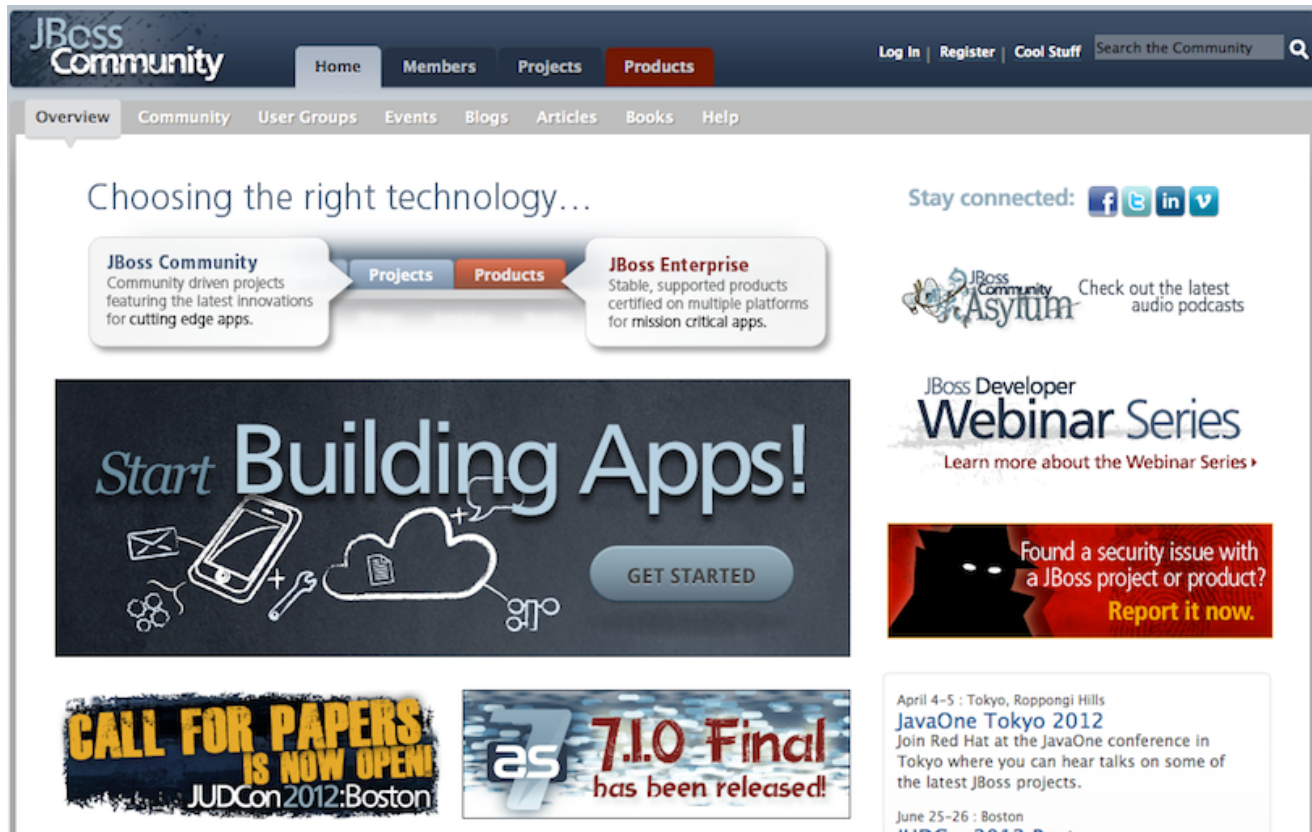 JBoss
Community
Home
Members
Projects
Products
Log In | Register | Cool Stuff
Search the Community
Overview
Community
User Groups
Events
Blogs
Articles
Books
Help
Choosing the right technology...
JBoss Community
Community driven projects
featuring the latest innovations
for cutting edge apps.
Projects
Products
JBoss Enterprise
Stable, supported products
certified on multiple platforms
for mission critical apps.
Stay connected:
JBoss
Community
Asylum
Check out the latest
audio podcasts
JBoss Developer
Webinar Series
Learn more about the Webinar Series
Start Building Apps!
GET STARTED
Found a security issue with
a JBoss project or product?
Report it now.
CALL FOR PAPERS
IS NOW OPEN!
JUDCon2012:Boston
as
7
7.1.0 Final
has been released!
April 4-5 : Tokyo, Roppongi Hills
JavaOne Tokyo 2012
Join Red Hat at the JavaOne conference in
Tokyo where you can hear talks on some of
the latest JBoss projects.
June 25-26 : Boston